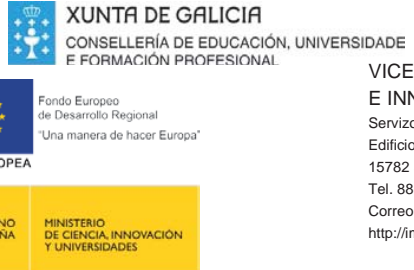 XUNTA DE GALICIA
CONSELLERÍA DE EDUCACIÓN, UNIVERSIDADE
E FORMACIÓN PROFESIONAL
Fondo Europeo
de Desarrollo Regional
"Una manera de hacer Europa"
MINISTERIO
DE CIENCIA, INNOVACIÓN
Y UNIVERSIDADES
VICE
E INN
Servizo
Edificio
15782
Tel. 88
Correo
http://in